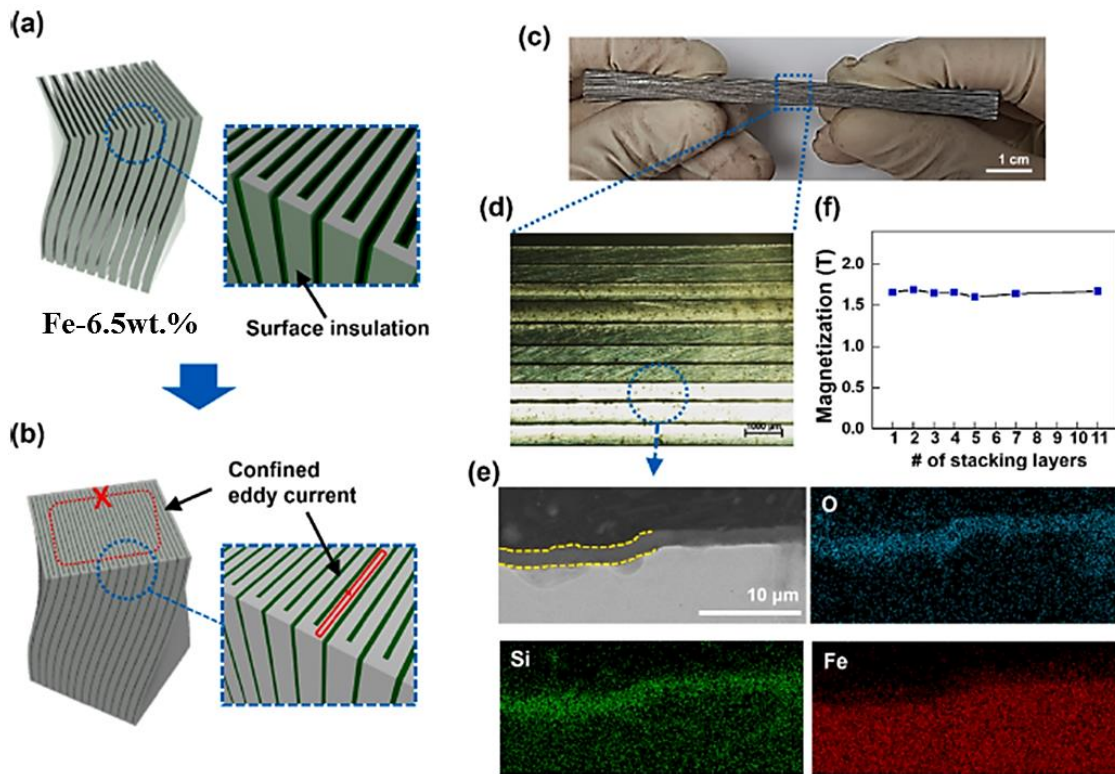 (a)
Surface insulation
Fe-6.5wt.%
(b)
Confined
eddy current
X
(c)
1 cm
(d)
1000 μm
(f)
Magnetization (T)
2.0
1.5
1.0
0.5
0.0
1 2 3 4 5 6 7 8 9 10 11
# of stacking layers
(e)
10 μm
O
Si
Fe